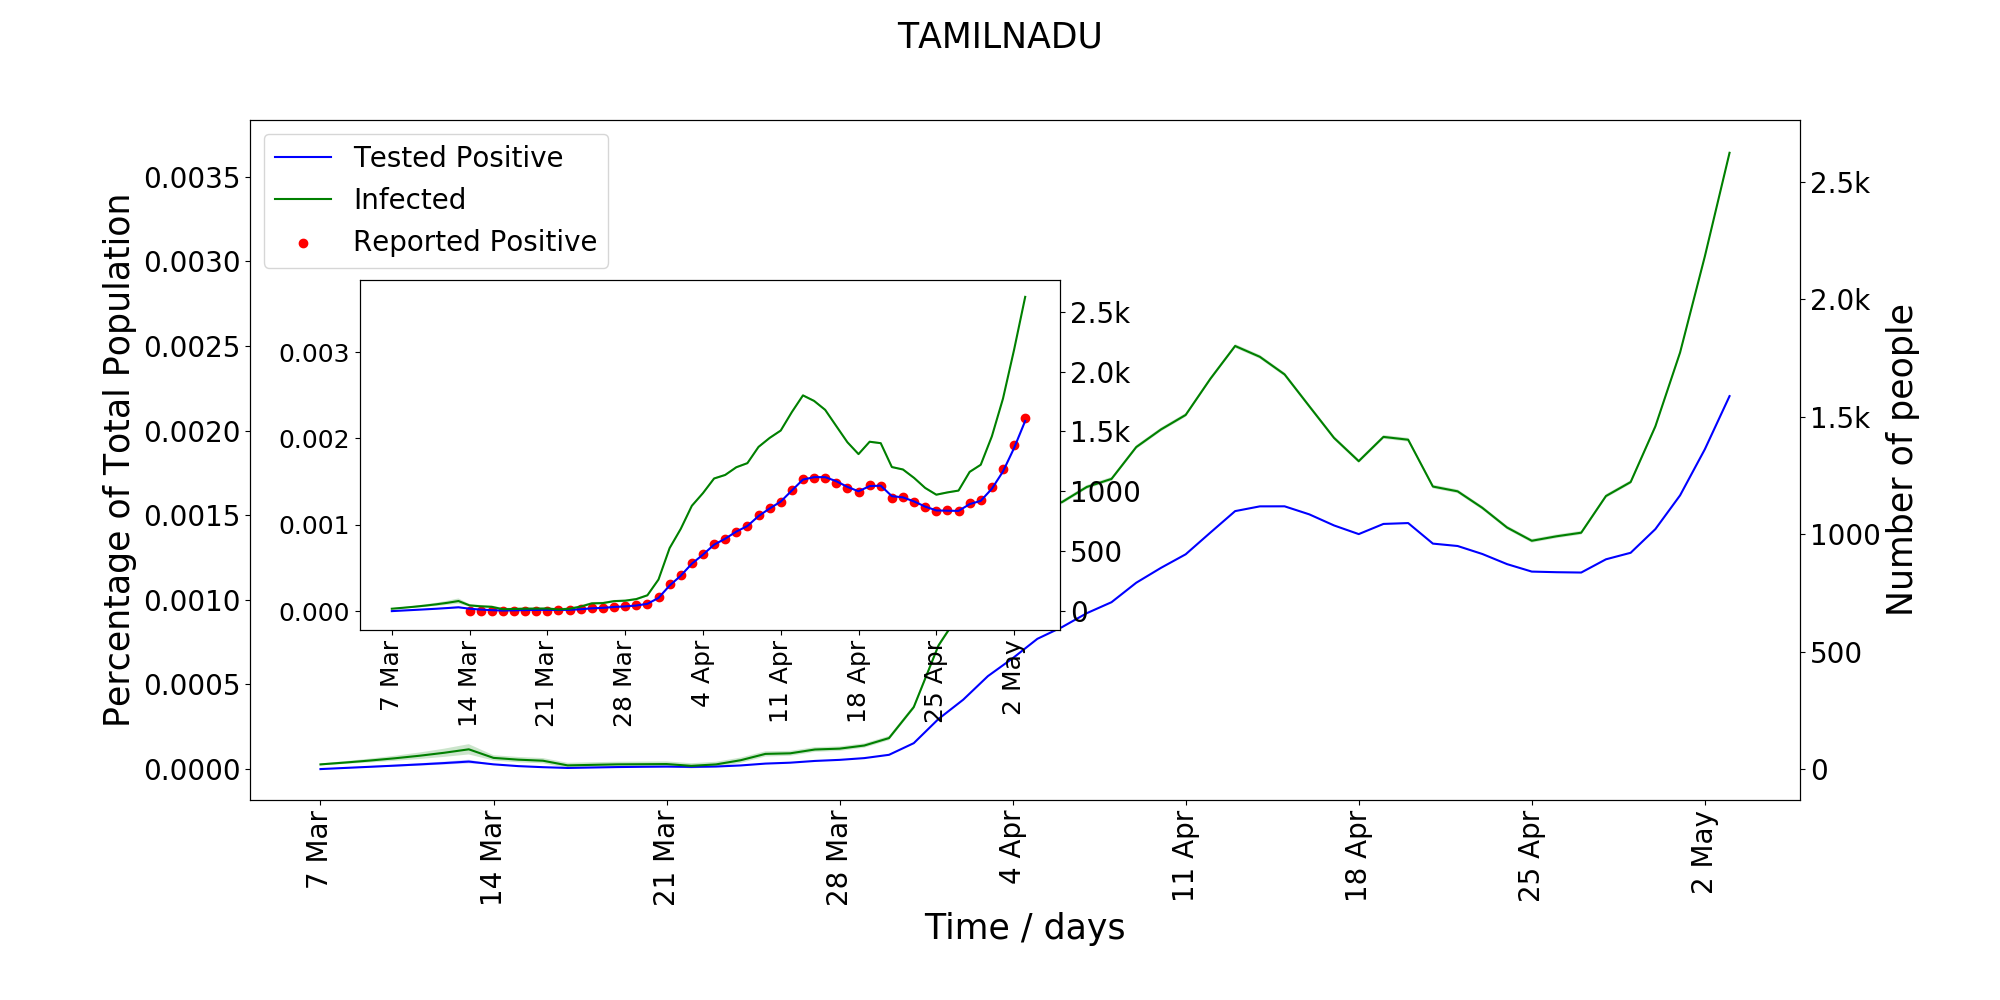 TAMILNADU
Tested Positive
Infected
Reported Positive
Percentage of Total Population
0.0035
0.0030
0.0025
0.0020
0.0015
0.0010
0.0005
0.0000
0.003
0.002
0.001
0.000
2.5k
2.0k
1.5k
1000
500
0
7 Mar
14 Mar
21 Mar
28 Mar
4 Apr
11 Apr
18 Apr
25 Apr
2 May
2.5k
2.0k
1.5k
1000
500
0
Number of people
7 Mar
14 Mar
21 Mar
28 Mar
4 Apr
11 Apr
18 Apr
25 Apr
2 May
Time / days